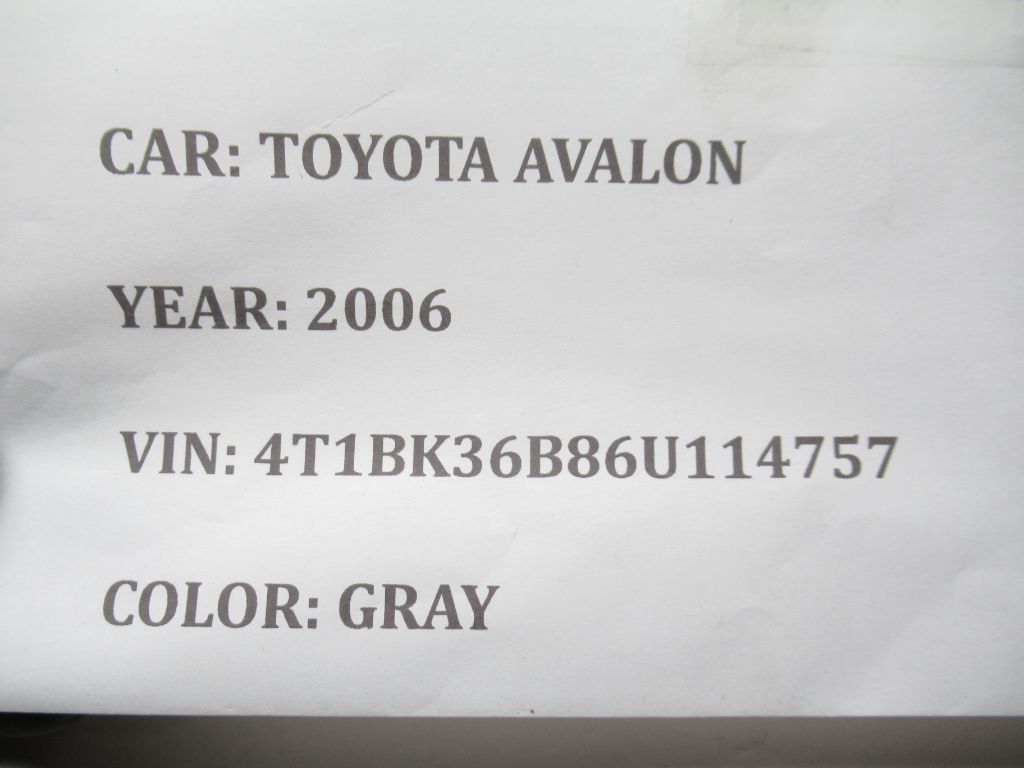 CAR: TOYOTA AVALON
YEAR: 2006
VIN: 4T1BK36B86U114757
COLOR: GRAY